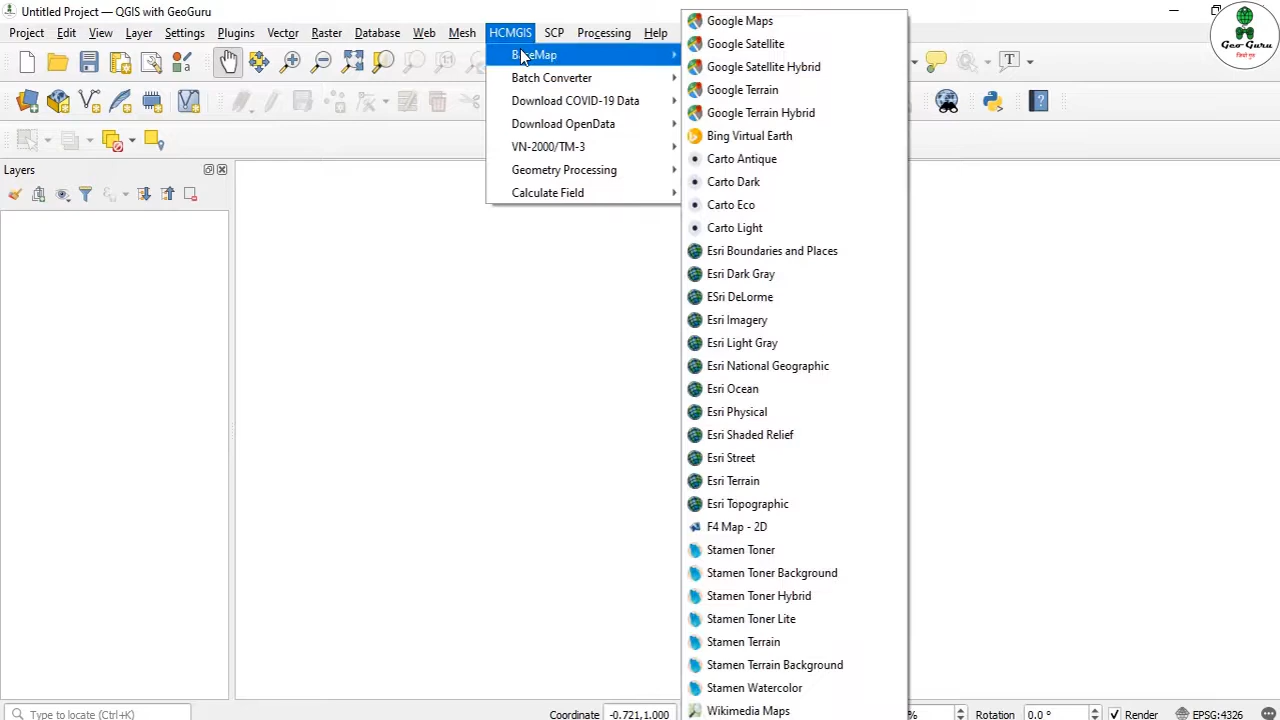 Untitled Project — QGIS with GeoGuru
Project Edit View Layer Settings Plugins Vector Raster Database Web Mesh HCMGIS SCP Processing Help
Geo Guru
BaseMap
Batch Converter
Download COVID-19 Data
Download OpenData
VN-2000/TM-3
Geometry Processing
Calculate Field
Google Maps
Google Satellite
Google Satellite Hybrid
Google Terrain
Google Terrain Hybrid
Bing Virtual Earth
Carto Antique
Carto Dark
Carto Eco
Carto Light
Esri Boundaries and Places
Esri Dark Gray
ESri DeLorme
Esri Imagery
Esri Light Gray
Esri National Geographic
Esri Ocean
Esri Physical
Esri Shaded Relief
Esri Street
Esri Terrain
Esri Topographic
F4 Map - 2D
Stamen Toner
Stamen Toner Background
Stamen Toner Hybrid
Stamen Toner Lite
Stamen Terrain
Stamen Terrain Background
Stamen Watercolor
Wikimedia Maps
Layers
Type to locate (Ctrl+K)
Coordinate -0.721,1.000
% Rotation 0.0 ° Render EPSG:4326